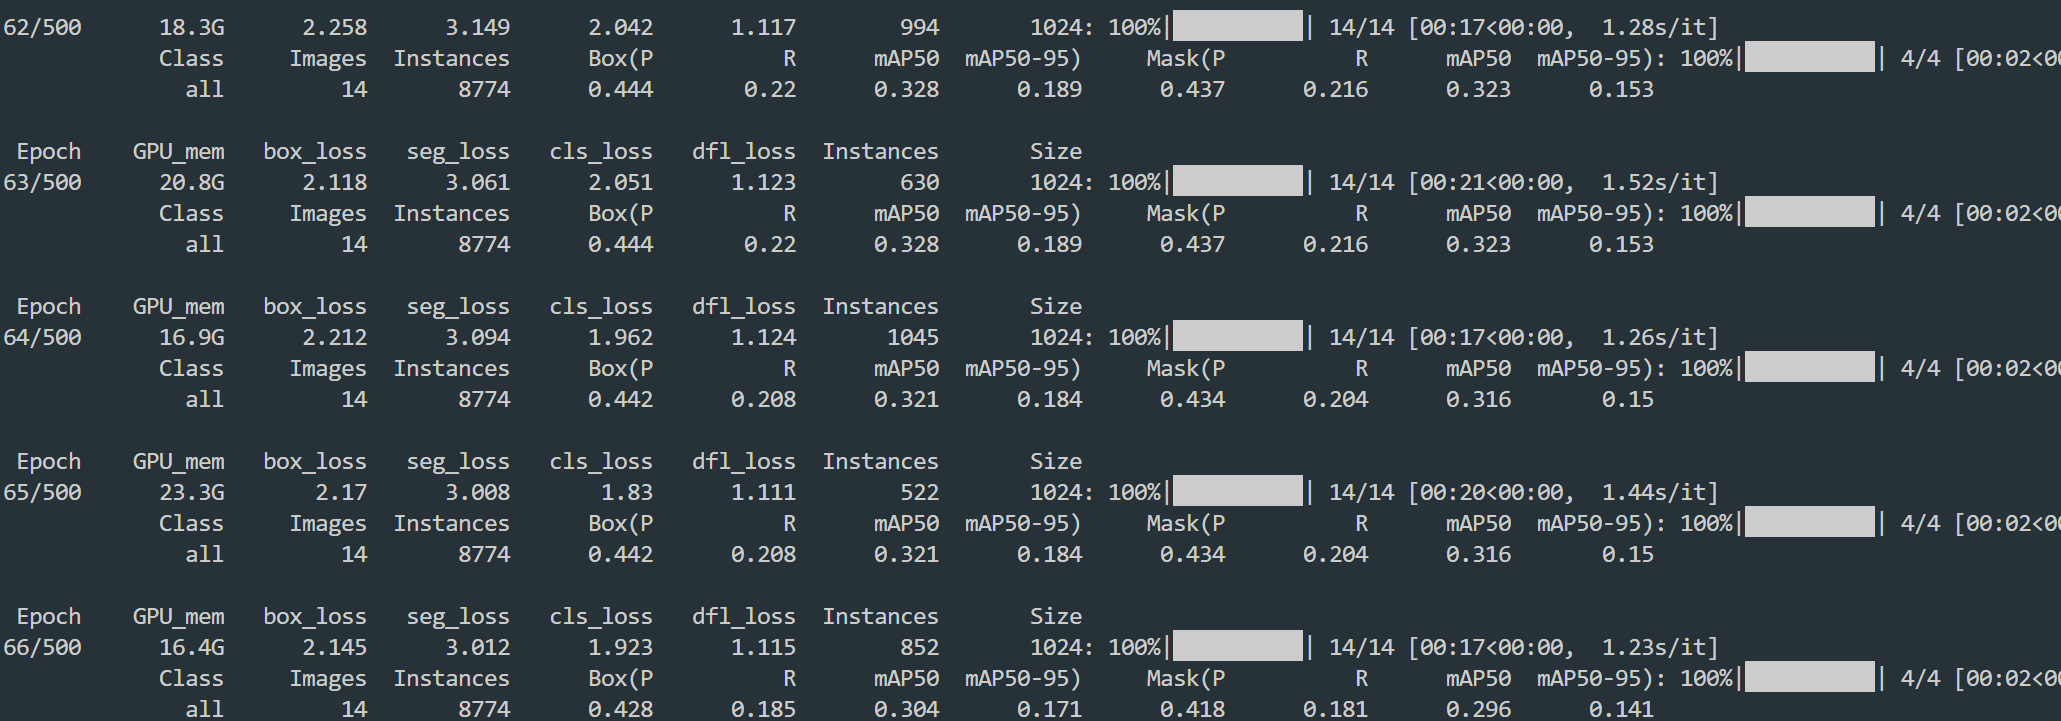 62/500 18.3G 2.258 3.149 2.042 1.117 994 1024: 100%| | 14/14 [00:17<00:00, 1.28s/it]
Class Images Instances Box(P R mAP50 mAP50-95) Mask(P R mAP50 mAP50-95): 100%| | 4/4 [00:02<00
all 14 8774 0.444 0.22 0.328 0.189 0.437 0.216 0.323 0.153
Epoch GPU_mem box_loss seg_loss cls_loss dfl_loss Instances Size
63/500 20.8G 2.118 3.061 2.051 1.123 630 1024: 100%| | 14/14 [00:21<00:00, 1.52s/it]
Class Images Instances Box(P R mAP50 mAP50-95) Mask(P R mAP50 mAP50-95): 100%| | 4/4 [00:02<00
all 14 8774 0.444 0.22 0.328 0.189 0.437 0.216 0.323 0.153
Epoch GPU_mem box_loss seg_loss cls_loss dfl_loss Instances Size
64/500 16.9G 2.212 3.094 1.962 1.124 1045 1024: 100%| | 14/14 [00:17<00:00, 1.26s/it]
Class Images Instances Box(P R mAP50 mAP50-95) Mask(P R mAP50 mAP50-95): 100%| | 4/4 [00:02<00
all 14 8774 0.442 0.208 0.321 0.184 0.434 0.204 0.316 0.15
Epoch GPU_mem box_loss seg_loss cls_loss dfl_loss Instances Size
65/500 23.3G 2.17 3.008 1.83 1.111 522 1024: 100%| | 14/14 [00:20<00:00, 1.44s/it]
Class Images Instances Box(P R mAP50 mAP50-95) Mask(P R mAP50 mAP50-95): 100%| | 4/4 [00:02<00
all 14 8774 0.442 0.208 0.321 0.184 0.434 0.204 0.316 0.15
Epoch GPU_mem box_loss seg_loss cls_loss dfl_loss Instances Size
66/500 16.4G 2.145 3.012 1.923 1.115 852 1024: 100%| | 14/14 [00:17<00:00, 1.23s/it]
Class Images Instances Box(P R mAP50 mAP50-95) Mask(P R mAP50 mAP50-95): 100%| | 4/4 [00:02<00
all 14 8774 0.428 0.185 0.304 0.171 0.418 0.181 0.296 0.141